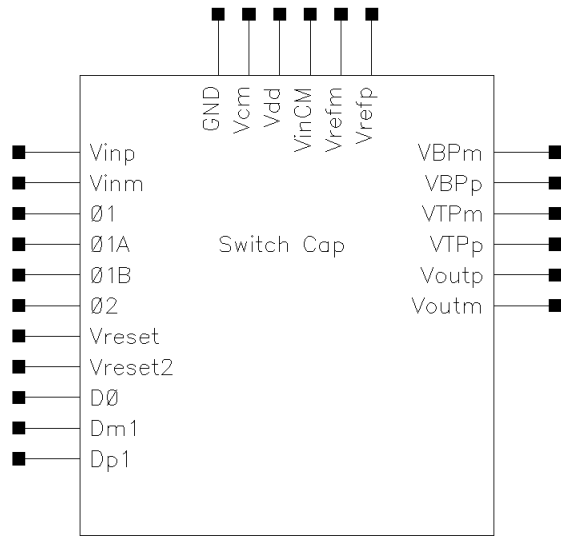 GND
Vcm
Vdd
VinCM
Vrefm
Vrefp
Vinp
Vinm
Ø1
Ø1A
Ø1B
Ø2
Vreset
Vreset2
DØ
Dm1
Dp1
Switch Cap
VBPm
VBPp
VTPm
VTPp
Voutp
Voutm